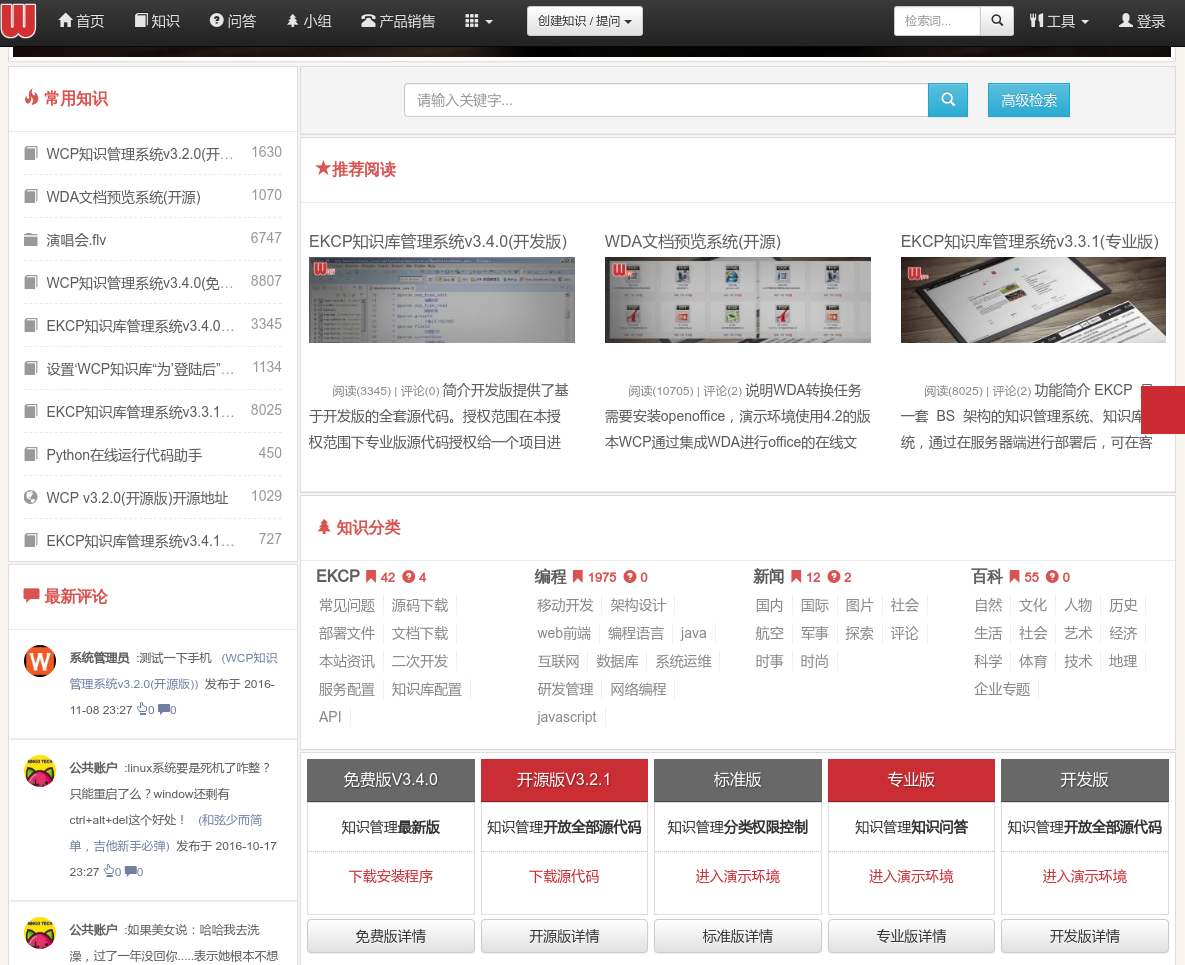 首页 知识 问答 小组 产品销售 创建知识 / 提问 检索词... 工具 登录
常用知识
WCP知识管理系统v3.2.0(开… 1630
WDA文档预览系统(开源) 1070
演唱会.flv 6747
WCP知识管理系统v3.4.0(免… 8807
EKCP知识库管理系统v3.4.0… 3345
设置‘WCP知识库“为’登陆后”… 1134
EKCP知识库管理系统v3.3.1… 8025
Python在线运行代码助手 450
WCP v3.2.0(开源版)开源地址 1029
EKCP知识库管理系统v3.4.1… 727
最新评论
系统管理员 :测试一下手机 (WCP知识
管理系统v3.2.0(开源版)) 发布于 2016-
11-08 23:27 0 0
公共账户 :linux系统要是死机了咋整？
只能重启了么？window还剩有
ctrl+alt+del这个好处！ (和弦少而简
单，吉他新手必弹) 发布于 2016-10-17
23:27 0 0
公共账户 :如果美女说：哈哈我去洗
澡，过了一年没回你.....表示她根本不想
请输入关键字... 高级检索
推荐阅读
EKCP知识库管理系统v3.4.0(开发版)
阅读(3345) | 评论(0) 简介开发版提供了基
于开发版的全套源代码。授权范围在本授
权范围下专业版源代码授权给一个项目进
WDA文档预览系统(开源)
阅读(10705) | 评论(2) 说明WDA转换任务
需要安装openoffice，演示环境使用4.2的版
本WCP通过集成WDA进行office的在线文
EKCP知识库管理系统v3.3.1(专业版)
阅读(8025) | 评论(2) 功能简介 EKCP
一套 BS 架构的知识管理系统、知识库
统，通过在服务器端进行部署后，可在客
知识分类
EKCP 42 4
常见问题 源码下载
部署文件 文档下载
本站资讯 二次开发
服务配置 知识库配置
API
编程 1975 0
移动开发 架构设计
web前端 编程语言 java
互联网 数据库 系统运维
研发管理 网络编程
javascript
新闻 12 2
国内 国际 图片 社会
航空 军事 探索 评论
时事 时尚
百科 55 0
自然 文化 人物 历史
生活 社会 艺术 经济
科学 体育 技术 地理
企业专题
免费版V3.4.0 开源版V3.2.1 标准版 专业版 开发版
知识管理最新版 知识管理开放全部源代码 知识管理分类权限控制 知识管理知识问答 知识管理开放全部源代码
下载安装程序 下载源代码 进入演示环境 进入演示环境 进入演示环境
免费版详情 开源版详情 标准版详情 专业版详情 开发版详情